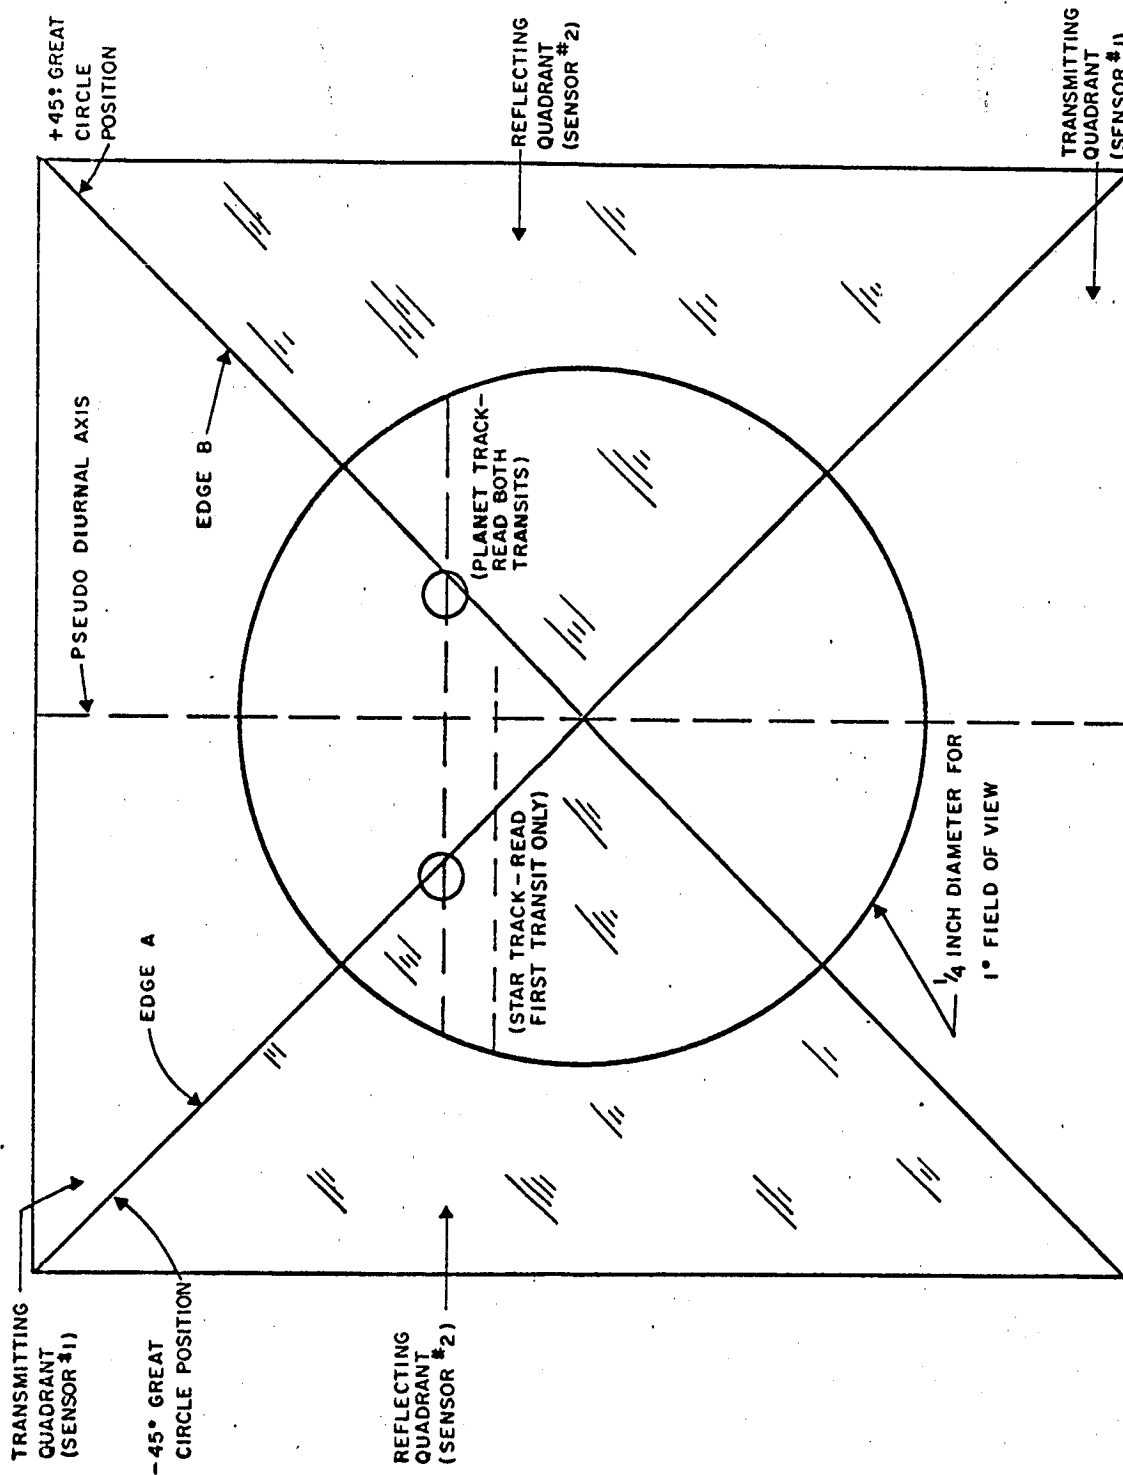 TRANSMITTING
QUADRANT
(SENSOR #1)
PSEUDO DIURNAL AXIS
+45° GREAT
CIRCLE
POSITION
-45° GREAT
CIRCLE POSITION
EDGE A
EDGE B
REFLECTING
QUADRANT
(SENSOR #2)
(STAR TRACK-READ
FIRST TRANSIT ONLY)
(PLANET TRACK-
READ BOTH
TRANSITS)
REFLECTING
QUADRANT
(SENSOR #2)
1/4 INCH DIAMETER FOR
1° FIELD OF VIEW
TRANSMITTING
QUADRANT
(SENSOR #1)